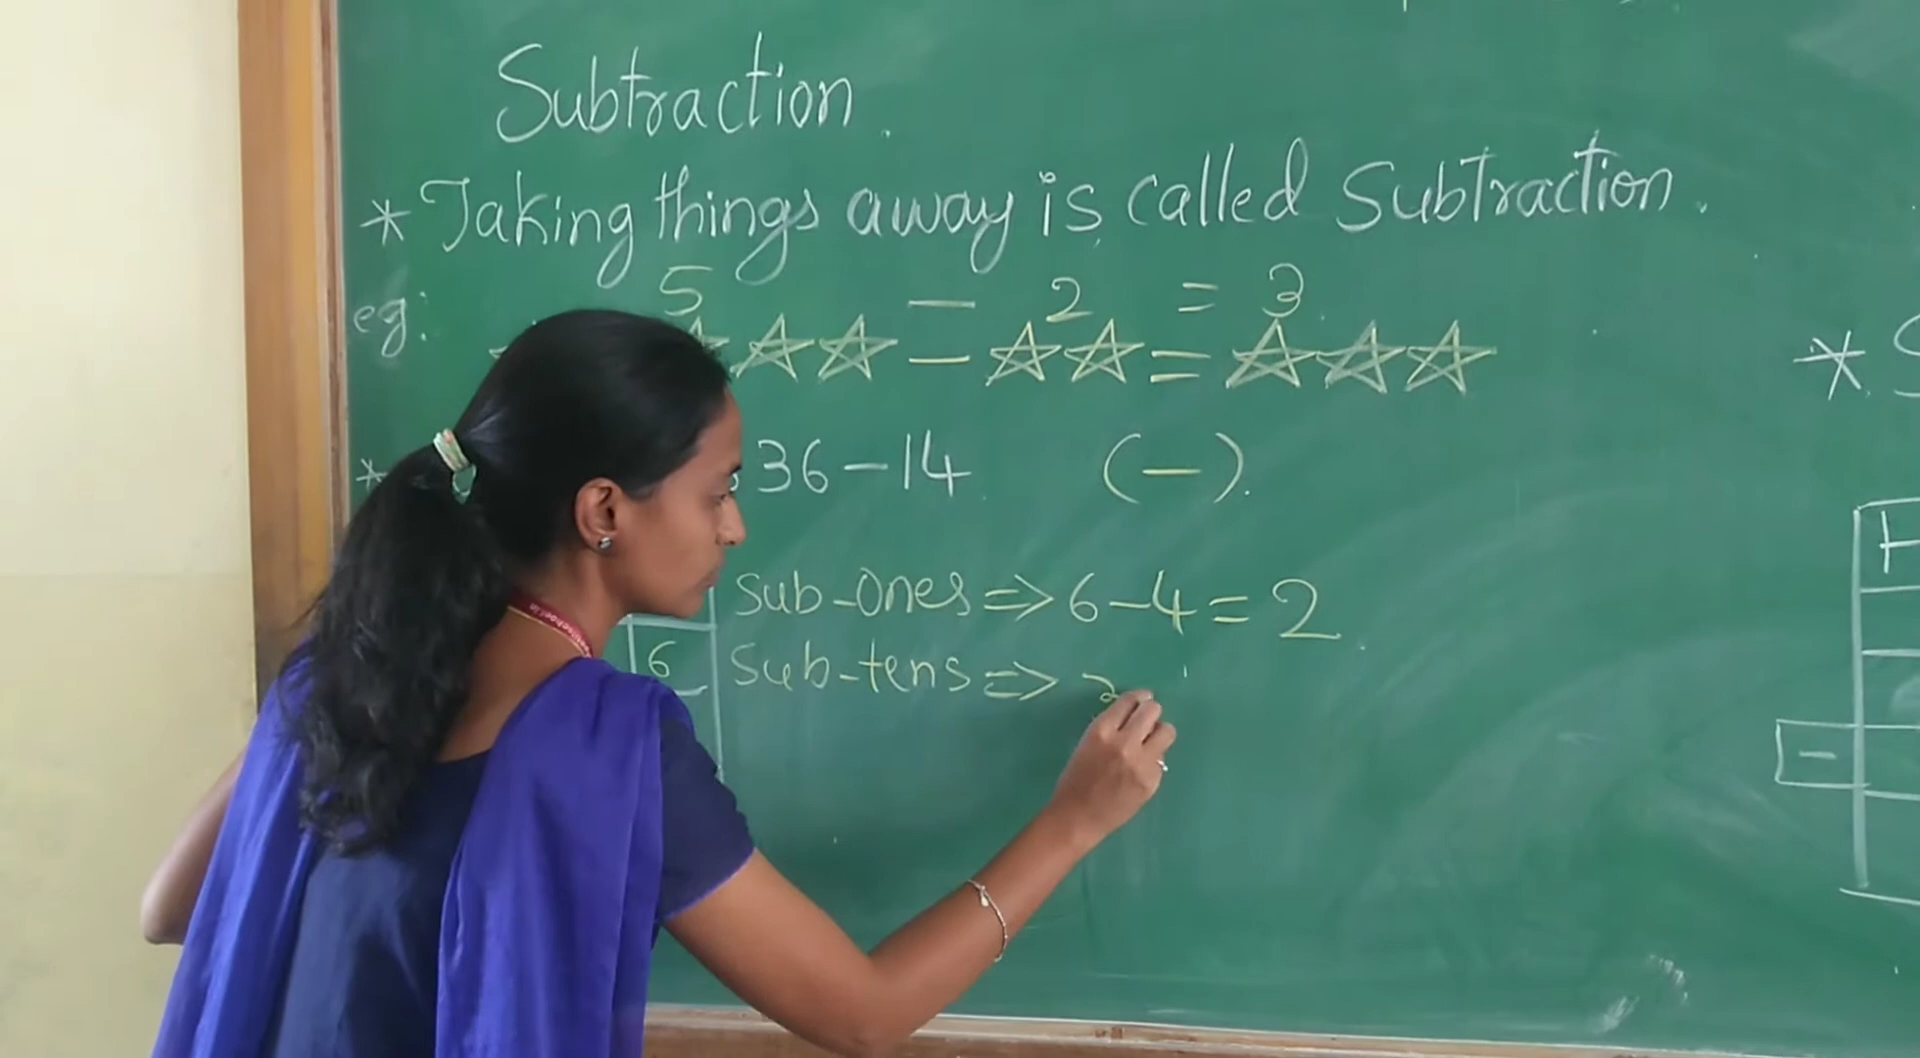 Subtraction.
* Taking things away is called Subtraction.
eg: 5 — 2 = 3
— =
* 36 - 14 (-).
Sub-Ones => 6 - 4 = 2
6 Sub-tens =>
*
-